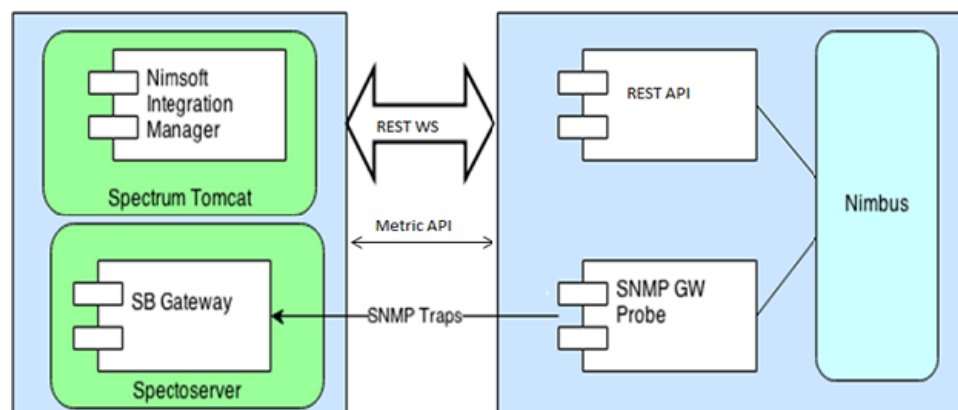 Nimsoft
Integration
Manager
Spectrum Tomcat
REST WS
REST API
Nimbus
Metric API
SB Gateway
Spectoserver
SNMP Traps
SNMP GW
Probe